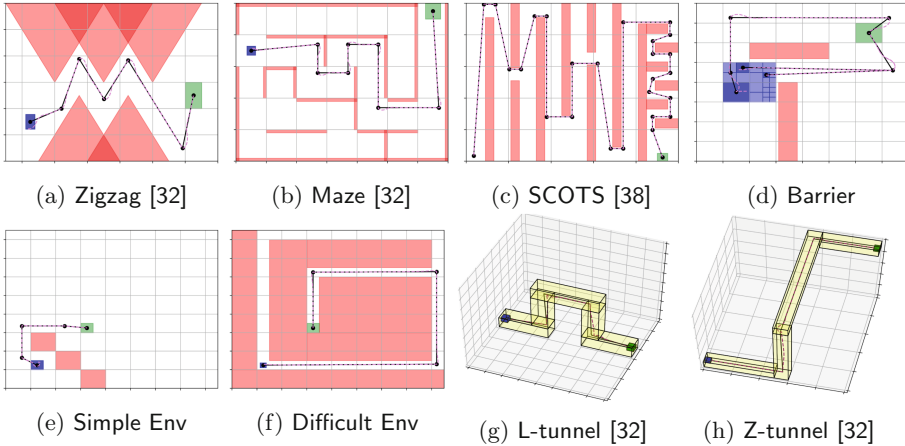 (a) Zigzag [32]
(b) Maze [32]
(c) SCOTS [38]
(d) Barrier
(e) Simple Env
(f) Difficult Env
(g) L-tunnel [32]
(h) Z-tunnel [32]